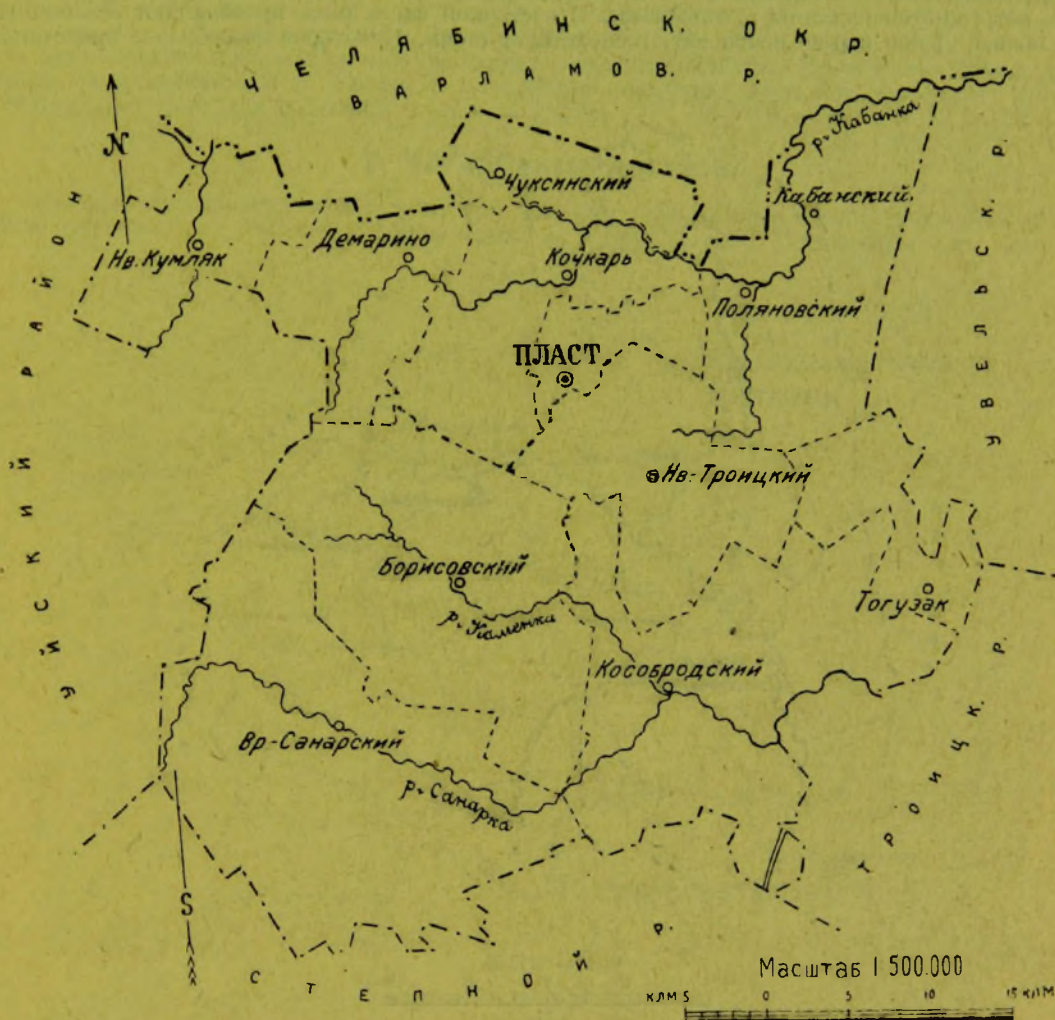 ЧЕЛЯБИНСК. ОКР.
ВАРЛАМОВ. Р.
N
р. Кабанка
Чуксинский
Кабанский
Демарино
Нв. Кумляк
Кочкарь
Поляновский
ПЛАСТ
УЙСКИЙ РАЙОН
УВЕЛЬСК. Р.
Нв.-Троицкий
Борисовский
Тогузак
р. Каменка
Кособродский
Вр-Санарский
р. Санарка
ТРОИЦК. Р.
S
СТЕПНОЙ Р.
Масштаб 1 500.000
КЛМ 5 0 5 10 15 КЛМ